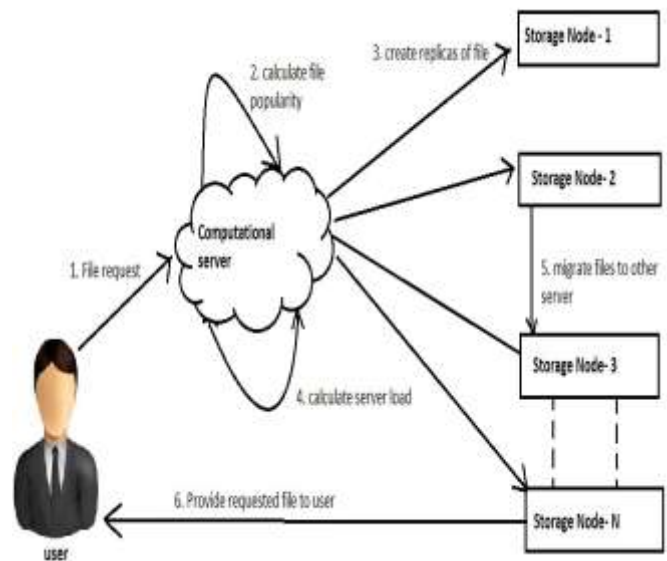 Storage Node - 1
3. create replicas of file
2. calculate file
popularity
Storage Node- 2
Computational
server
1. File request
5. migrate files to other
server
Storage Node- 3
4. calculate server load
6. Provide requested file to user
Storage Node- N
user